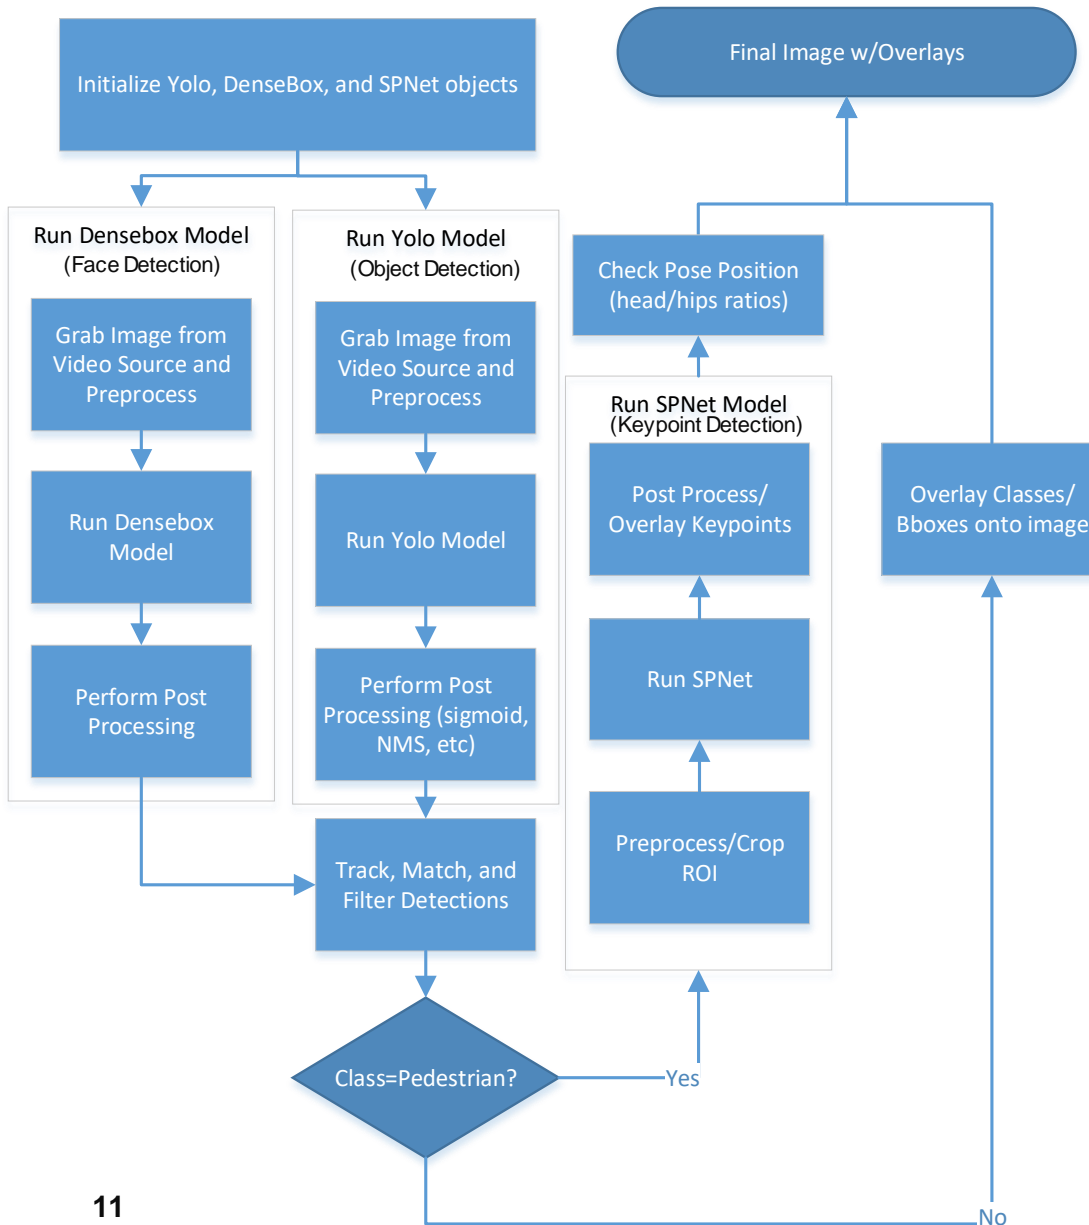 Initialize Yolo, DenseBox, and SPNet objects
Final Image w/Overlays
Run Densebox Model
(Face Detection)
Grab Image from
Video Source and
Preprocess
Run Densebox
Model
Perform Post
Processing
Run Yolo Model
(Object Detection)
Grab Image from
Video Source and
Preprocess
Run Yolo Model
Perform Post
Processing (sigmoid,
NMS, etc)
Track, Match, and
Filter Detections
Class=Pedestrian?
Yes
No
Check Pose Position
(head/hips ratios)
Run SPNet Model
(Keypoint Detection)
Post Process/
Overlay Keypoints
Run SPNet
Preprocess/Crop
ROI
Overlay Classes/
Bboxes onto image
11